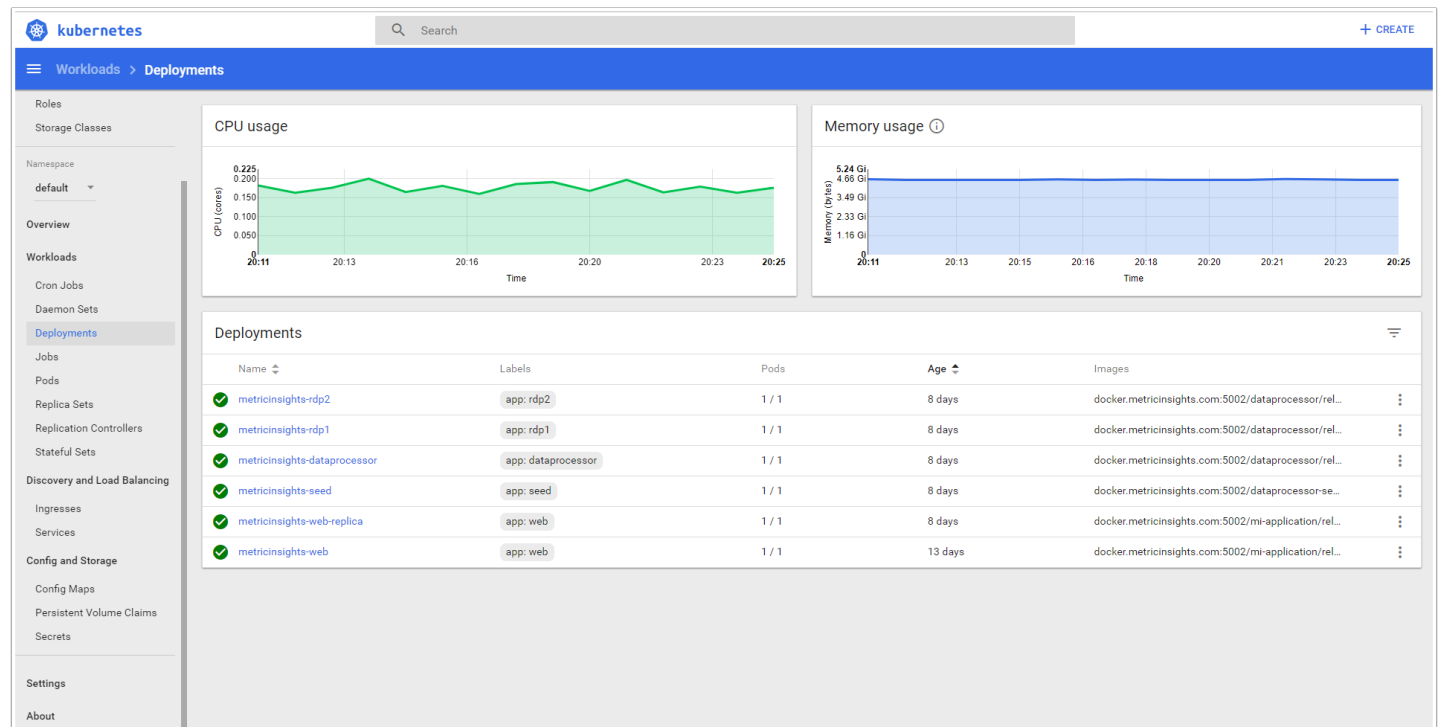 kubernetes
Search
+ CREATE
Workloads > Deployments
Roles
Storage Classes
Namespace
default
Overview
Workloads
Cron Jobs
Daemon Sets
Deployments
Jobs
Pods
Replica Sets
Replication Controllers
Stateful Sets
Discovery and Load Balancing
Ingresses
Services
Config and Storage
Config Maps
Persistent Volume Claims
Secrets
Settings
About
CPU usage
CPU (cores)
0.225
0.200
0.150
0.100
0.050
0
20:11 20:13 20:16 20:20 20:23 20:25
Time
Memory usage
Memory (bytes)
5.24 Gi
4.66 Gi
3.49 Gi
2.33 Gi
1.16 Gi
0
20:11 20:13 20:15 20:16 20:18 20:20 20:21 20:23 20:25
Time
Deployments
Name Labels Pods Age Images
metricinsights-rdp2 app: rdp2 1 / 1 8 days docker.metricinsights.com:5002/dataprocessor/rel...
metricinsights-rdp1 app: rdp1 1 / 1 8 days docker.metricinsights.com:5002/dataprocessor/rel...
metricinsights-dataprocessor app: dataprocessor 1 / 1 8 days docker.metricinsights.com:5002/dataprocessor/rel...
metricinsights-seed app: seed 1 / 1 8 days docker.metricinsights.com:5002/dataprocessor-se...
metricinsights-web-replica app: web 1 / 1 8 days docker.metricinsights.com:5002/mi-application/rel...
metricinsights-web app: web 1 / 1 13 days docker.metricinsights.com:5002/mi-application/rel...